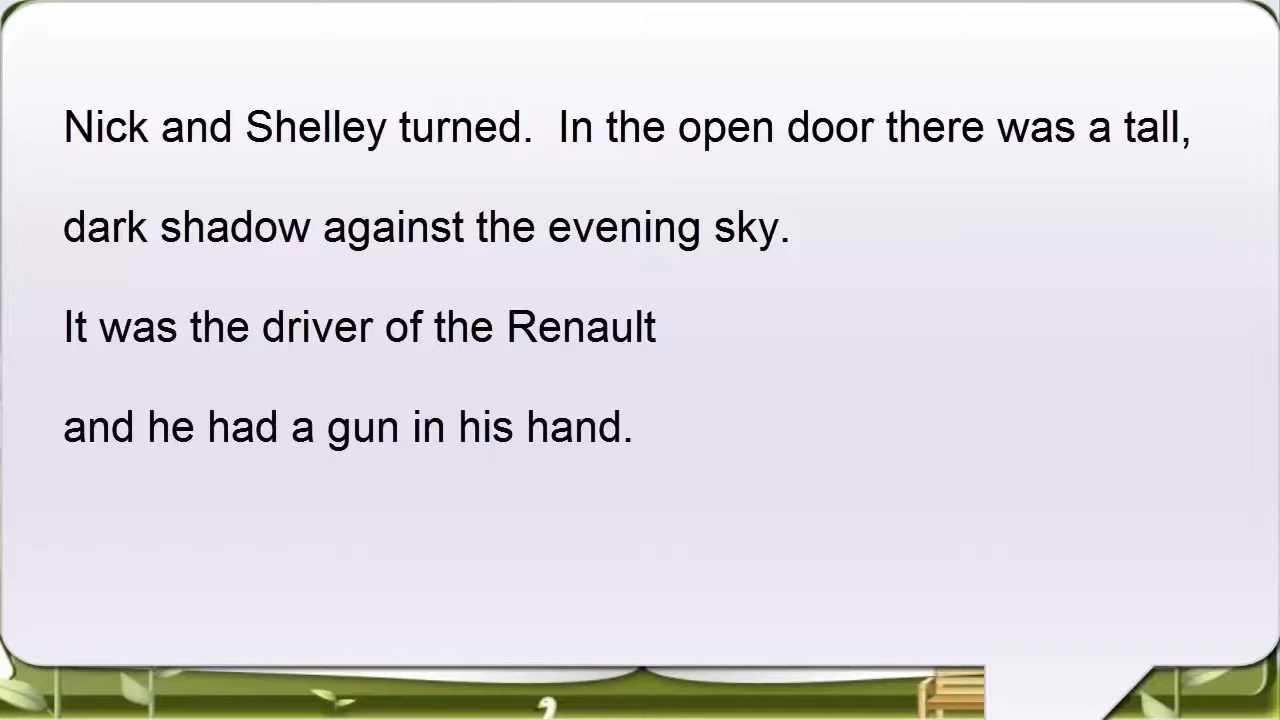 Nick and Shelley turned.  In the open door there was a tall,
dark shadow against the evening sky.
It was the driver of the Renault
and he had a gun in his hand.